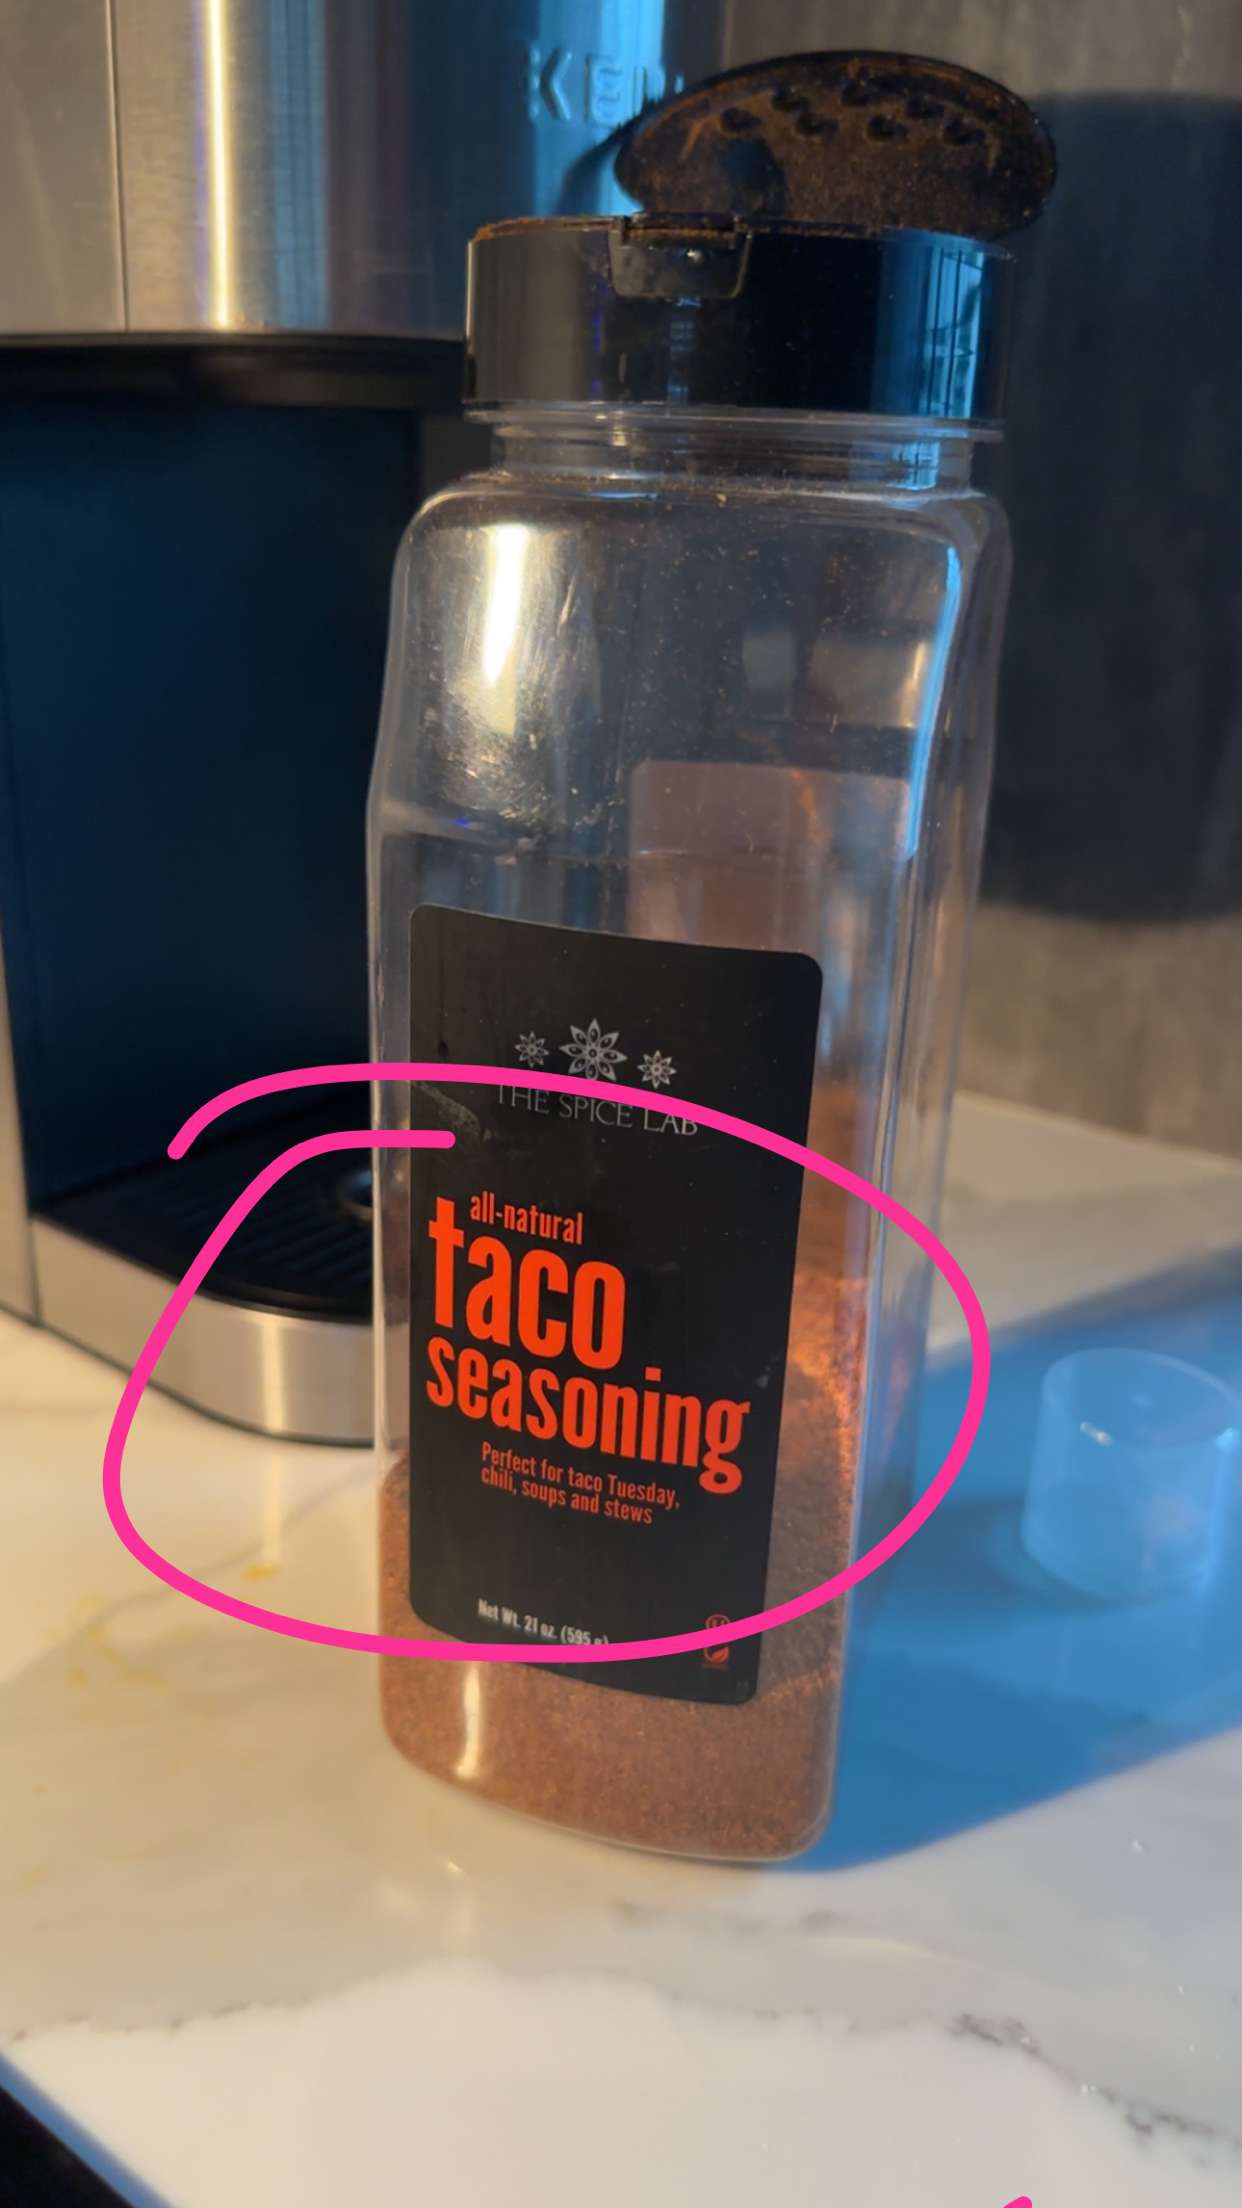 THE SPICE LAB
all-natural
taco
seasoning
Perfect for taco Tuesday,
chili, soups and stews
Net Wt. 21 oz. (595 g)